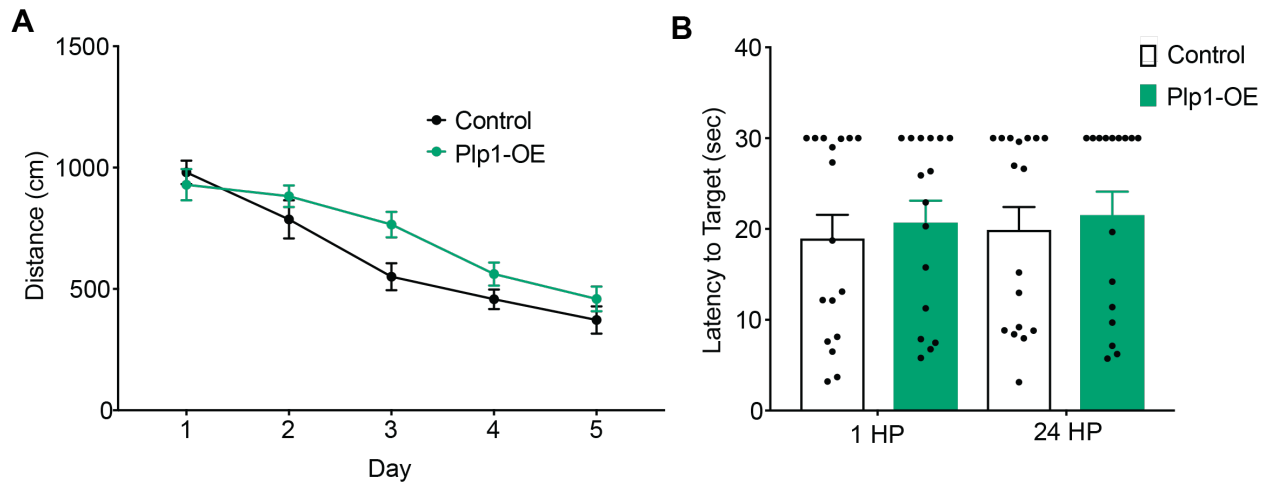 A
1500
1000
500
0
Distance (cm)
1
2
3
4
5
Day
Control
Plp1-OE
B
40
30
20
10
0
Latency to Target (sec)
1 HP
24 HP
Control
Plp1-OE